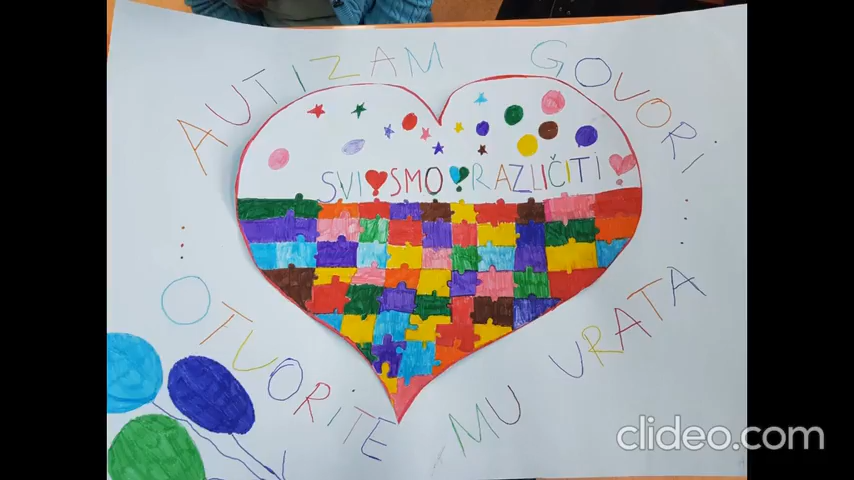 AUTIZAM GOVORI...
SVI SMO RAZLIČITI
... OTVORITE MU VRATA ...
clideo.com